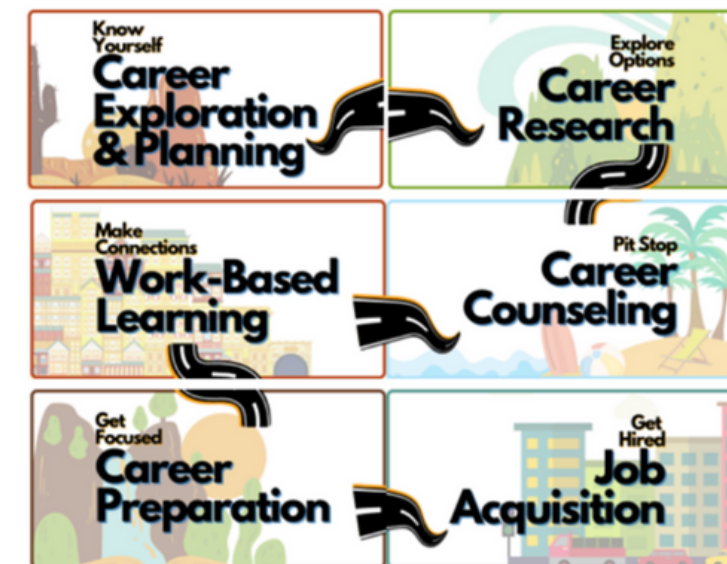 Know
Yourself
Career
Exploration
& Planning
Explore
Options
Career
Research
Make
Connections
Work-Based
Learning
Pit Stop
Career
Counseling
Get
Focused
Career
Preparation
Get
Hired
Job
Acquisition